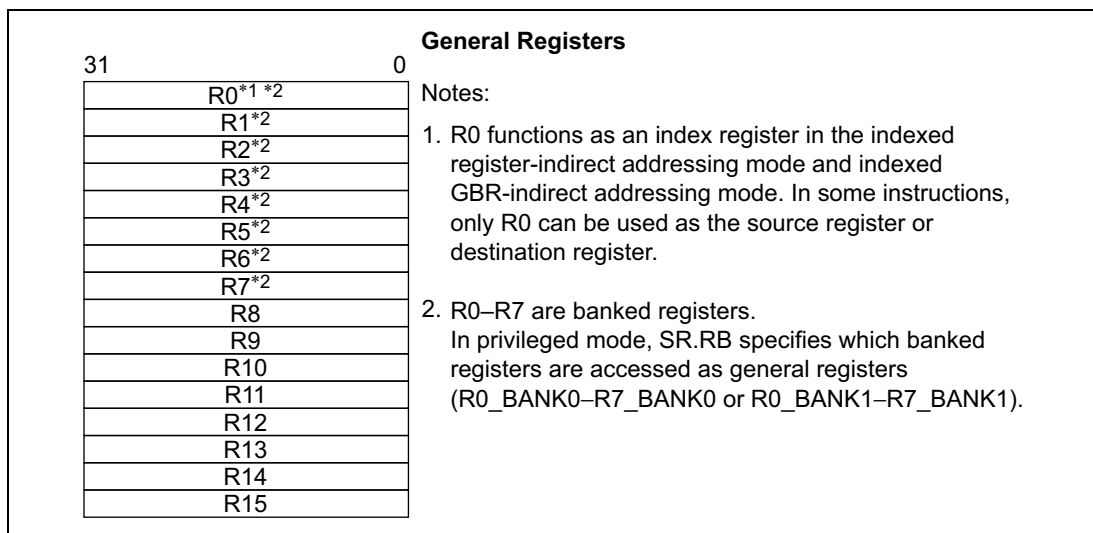 General Registers
31 0
R0*1 *2
R1*2
R2*2
R3*2
R4*2
R5*2
R6*2
R7*2
R8
R9
R10
R11
R12
R13
R14
R15
Notes:
1. R0 functions as an index register in the indexed
register-indirect addressing mode and indexed
GBR-indirect addressing mode. In some instructions,
only R0 can be used as the source register or
destination register.
2. R0–R7 are banked registers.
In privileged mode, SR.RB specifies which banked
registers are accessed as general registers
(R0_BANK0–R7_BANK0 or R0_BANK1–R7_BANK1).